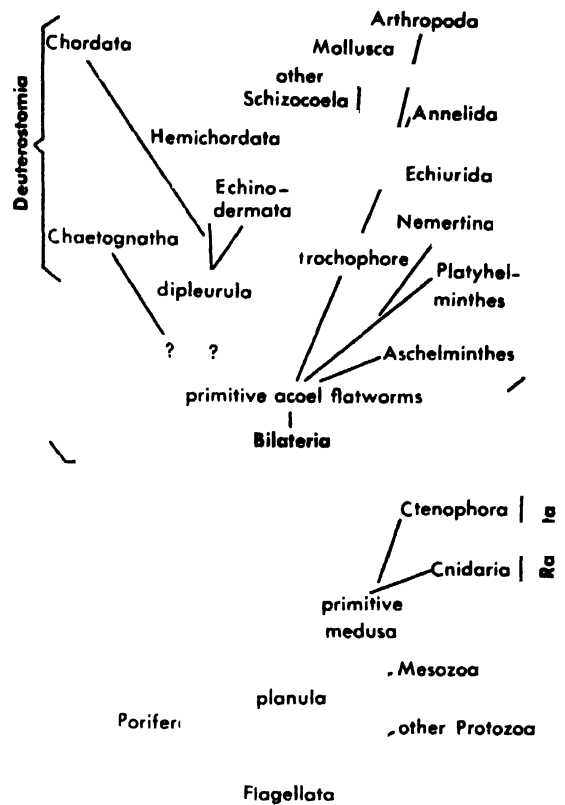 Arthropoda
Chordata
Mollusca
other
Schizocoela
Annelida
Deuterostomia
Hemichordata
Echiurida
Echino-
dermata
Nemertina
Chaetognatha
trochophore
Platyhel-
minthes
dipleurula
? ?
Aschelminthes
primitive acoel flatworms
Bilateria
Ctenophora
Cnidaria
primitive
medusa
Mesozoa
planula
other Protozoa
Flagellata